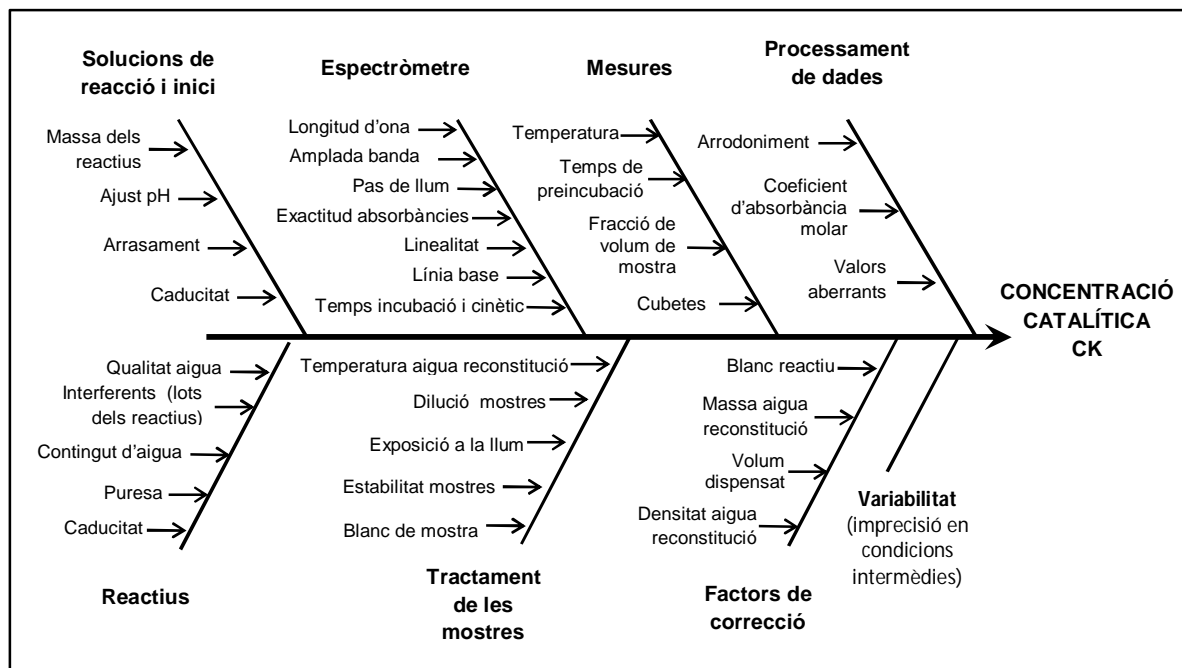 Solucions de
reacció i inici
Espectròmetre
Mesures
Processament
de dades
Massa dels
reactius
Ajust pH
Arrasament
Caducitat
Longitud d’ona
Amplada banda
Pas de llum
Exactitud absorbàncies
Linealitat
Línia base
Temps incubació i cinètic
Temperatura
Temps de
preincubació
Fracció de
volum de
mostra
Cubetes
Arrodoniment
Coeficient
d’absorbància
molar
Valors
aberrants
CONCENTRACIÓ
CATALÍTICA
CK
Qualitat aigua
Interferents (lots
dels reactius)
Contingut d’aigua
Puresa
Caducitat
Reactius
Temperatura aigua reconstitució
Dilució mostres
Exposició a la llum
Estabilitat mostres
Blanc de mostra
Tractament
de les
mostres
Blanc reactiu
Massa aigua
reconstitució
Volum
dispensat
Densitat aigua
reconstitució
Factors de
correcció
Variabilitat
(imprecisió en
condicions
intermèdies)